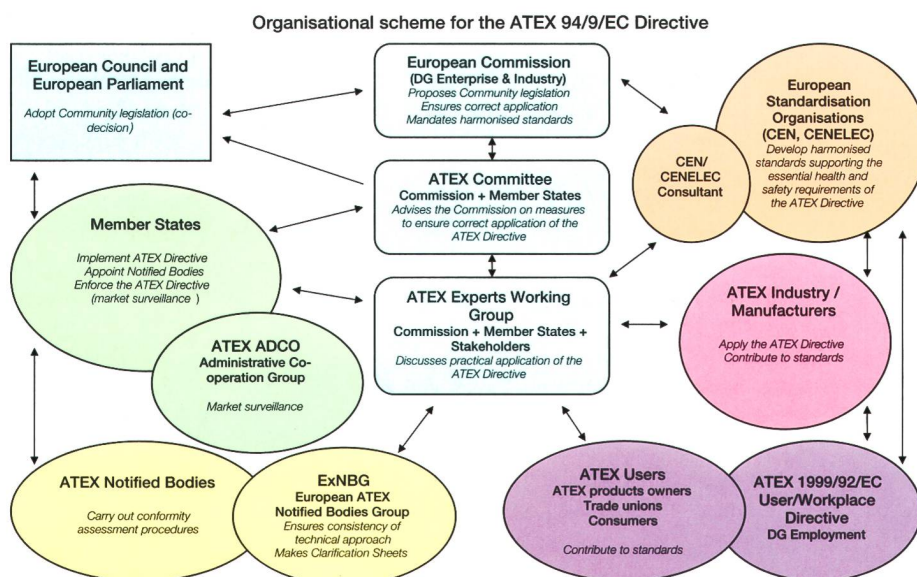 Organisational scheme for the ATEX 94/9/EC Directive
European Council and
European Parliament
Adopt Community legislation (co-
decision)
European Commission
(DG Enterprise & Industry)
Proposes Community legislation
Ensures correct application
Mandates harmonised standards
European
Standardisation
Organisations
(CEN, CENELEC)
Develop harmonised
standards supporting the
essential health and
safety requirements of
the ATEX Directive
CEN/
CENELEC
Consultant
ATEX Committee
Commission + Member States
Advises the Commission on measures
to ensure correct application of the
ATEX Directive
Member States
Implement ATEX Directive
Appoint Notified Bodies
Enforce the ATEX Directive
(market surveillance )
ATEX Experts Working
Group
Commission + Member States +
Stakeholders
Discusses practical application of the
ATEX Directive
ATEX Industry /
Manufacturers
Apply the ATEX Directive
Contribute to standards
ATEX ADCO
Administrative Co-
operation Group
Market surveillance
ATEX Notified Bodies
Carry out conformity
assessment procedures
ExNBG
European ATEX
Notified Bodies Group
Ensures consistency of
technical approach
Makes Clarification Sheets
ATEX Users
ATEX products owners
Trade unions
Consumers
Contribute to standards
ATEX 1999/92/EC
User/Workplace
Directive
DG Employment